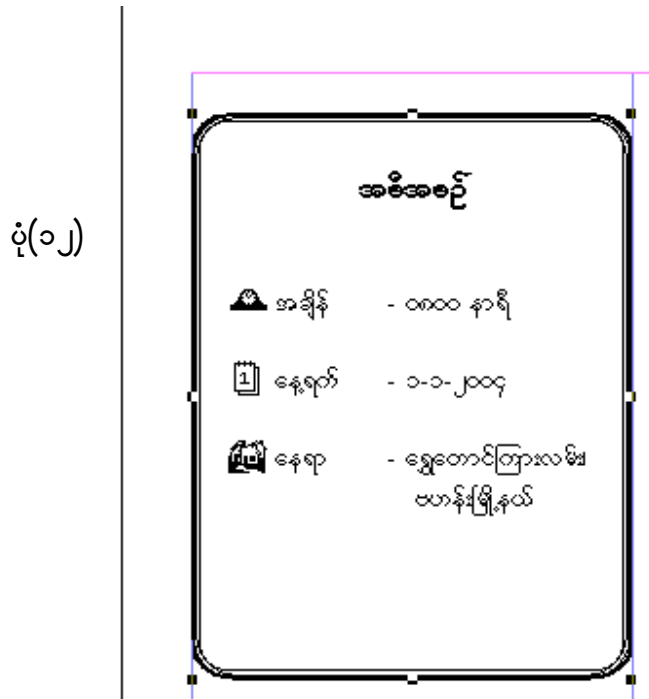 ပုံ(၁၂)
အစီအစဉ်
အချိန် - ၀၈၀၀ နာရီ
1 နေ့ရက် - ၁-၁-၂၀၀၄
နေရာ - ရွှေတောင်ကြားလမ်း၊
ဗဟန်းမြို့နယ်